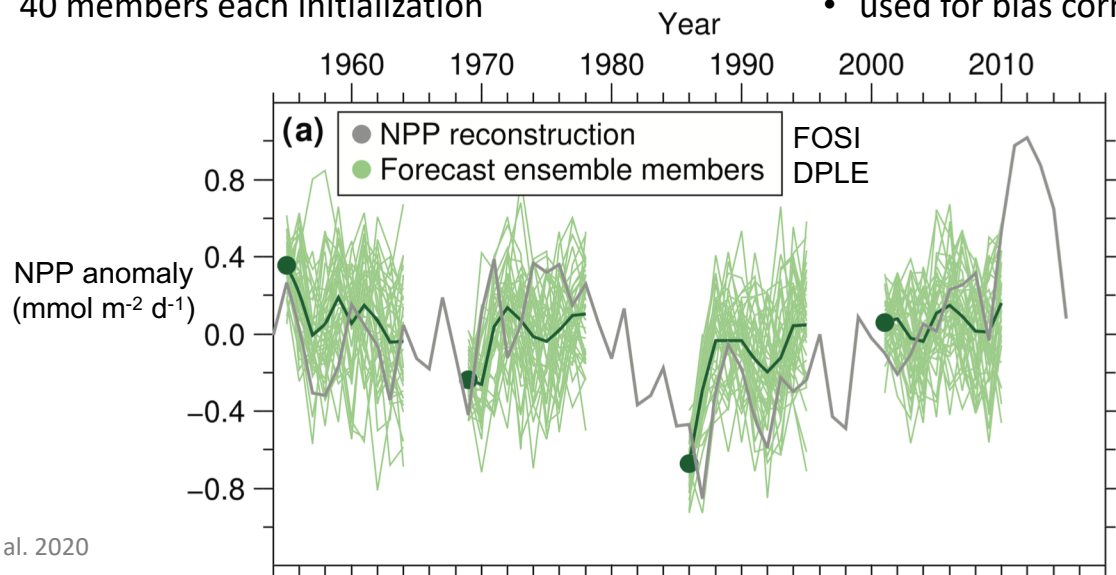 40 members each initialization
• used for bias corr
Year
1960 1970 1980 1990 2000 2010
(a)
NPP reconstruction
Forecast ensemble members
FOSI
DPLE
NPP anomaly
(mmol m-2 d-1)
0.8
0.4
0.0
−0.4
−0.8
al. 2020